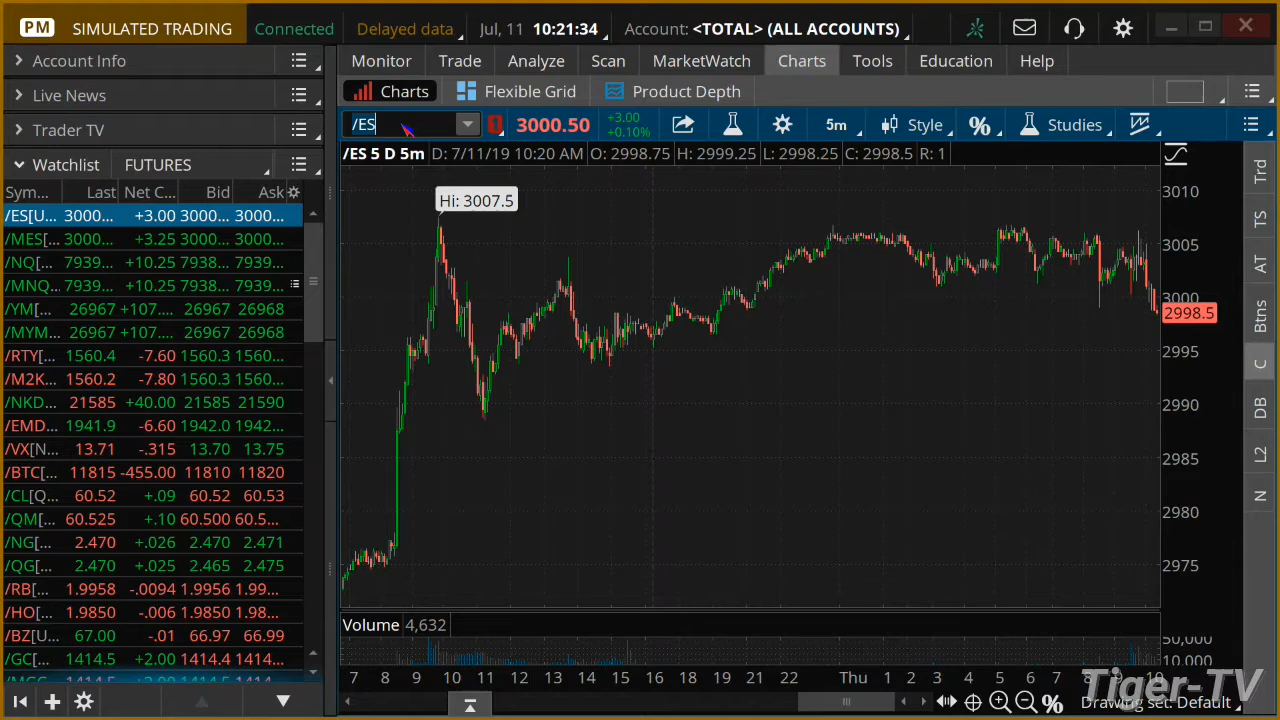 PM SIMULATED TRADING Connected Delayed data Jul, 11 10:21:34 Account: <TOTAL> (ALL ACCOUNTS)
Account Info
Live News
Trader TV
Watchlist FUTURES
Sym... Last Net C... Bid Ask
/ES[U... 3000... +3.00 3000... 3000...
/MES[... 3000... +3.25 3000... 3000...
/NQ[... 7939... +10.25 7938... 7939...
/MNQ... 7939... +10.25 7938... 7939...
/YM[... 26967 +107.... 26967 26968
/MYM... 26967 +107... 26967 26968
/RTY[... 1560.4 -7.60 1560.3 1560...
/M2K... 1560.2 -7.80 1560.3 1560...
/NKD... 21585 +40.00 21585 21590
/EMD... 1941.9 -6.60 1942.0 1942...
/VX[N... 13.71 -.315 13.70 13.75
/BTC[... 11815 -455.00 11810 11820
/CL[Q... 60.52 +.09 60.52 60.53
/QM[... 60.525 +.10 60.500 60.5...
/NG[... 2.470 +.026 2.470 2.471
/QG[... 2.470 +.025 2.465 2.475
/RB[... 1.9958 -.0094 1.9956 1.99...
/HO[... 1.9850 -.006 1.9850 1.98...
/BZ[U... 67.00 -.01 66.97 66.99
/GC[... 1414.5 +2.00 1414.4 1414...
Monitor Trade Analyze Scan MarketWatch Charts Tools Education Help
Charts Flexible Grid Product Depth
/ES 1 3000.50 +3.00 +0.10% 5m Style % Studies
/ES 5 D 5m D: 7/11/19 10:20 AM O: 2998.75 H: 2999.25 L: 2998.25 C: 2998.5 R: 1
Hi: 3007.5
3010
3005
3000
2998.5
2995
2990
2985
2980
2975
Volume 4,632
50,000
10,000
7 8 9 10 11 12 13 14 15 16 17 18 19 20 21 22 Thu 1 2 3 4 5 6 7 8 9 10
Drawing set: Default
Trd
TS
AT
Btns
C
DB
L2
N
Tiger-TV